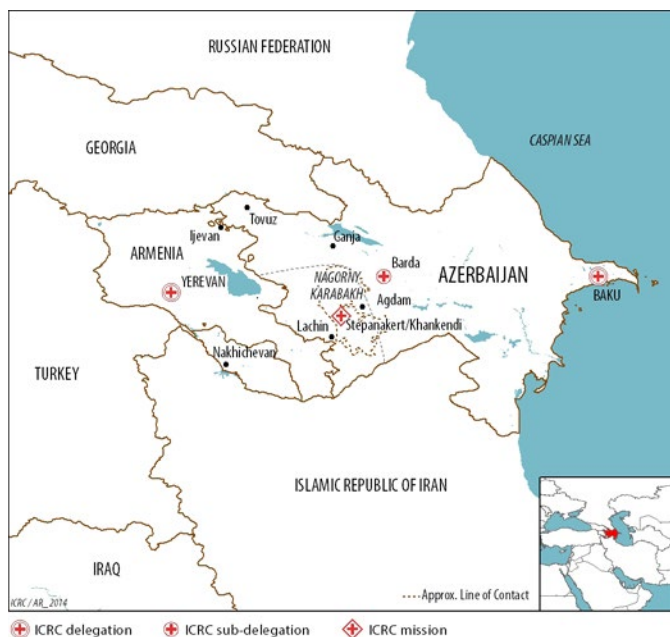 RUSSIAN FEDERATION
GEORGIA
CASPIAN SEA
Tovuz
Ijevan
Ganja
ARMENIA
Barda
AZERBAIJAN
YEREVAN
NAGORNY-
KARABAKH
BAKU
Agdam
Stepanakert/Khankendi
Lachin
Nakhichevan
TURKEY
ISLAMIC REPUBLIC OF IRAN
IRAQ
Approx. Line of Contact
ICRC / AR_2014
ICRC delegation ICRC sub-delegation ICRC mission